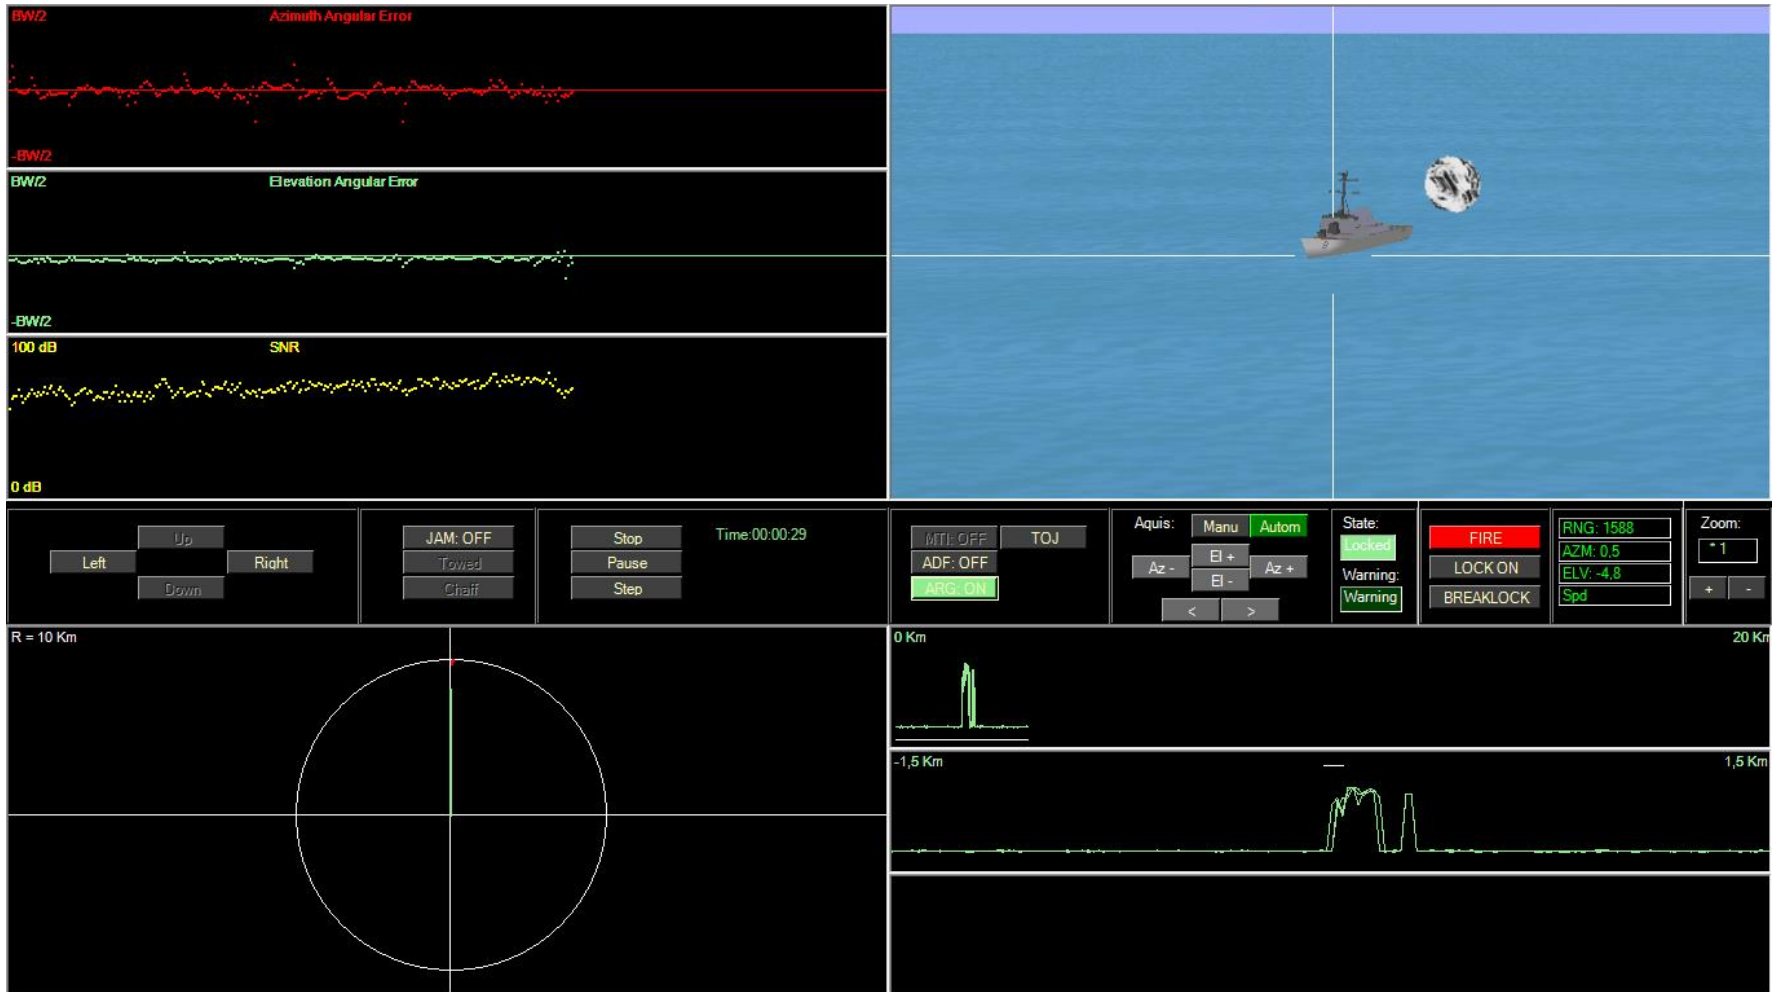 BW/2 Azimuth Angular Error
-BW/2
BW/2 Elevation Angular Error
-BW/2
100 dB SNR
0 dB
Up
Left Right
Down
JAM: OFF
Towed
Chaff
Stop
Pause
Step
Time:00:00:29
MTI: OFF TOJ
ADF: OFF
ARG: ON
Aquis: Manu Autom
Az - El + Az +
El -
< >
State:
Locked
Warning:
Warning
FIRE
LOCK ON
BREAKLOCK
RNG: 1588
AZM: 0,5
ELV: -4,8
Spd
Zoom:
* 1
+ -
R = 10 Km
0 Km 20 Km
-1,5 Km 1,5 Km